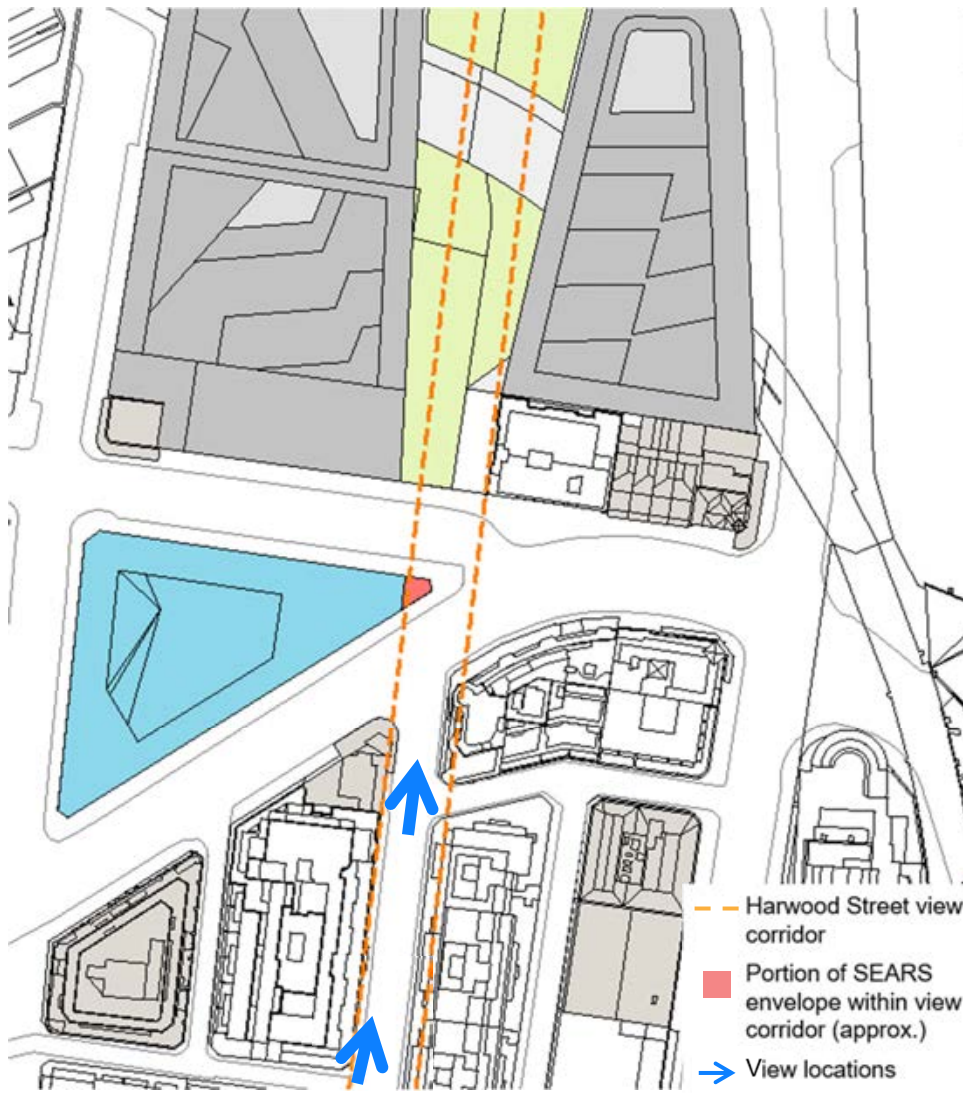 Harwood Street view
corridor
Portion of SEARS
envelope within view
corridor (approx.)
View locations